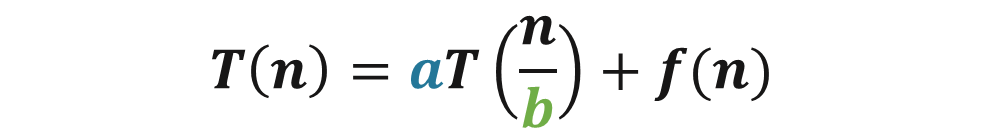 T(n) = aT(n/b) + f(n)